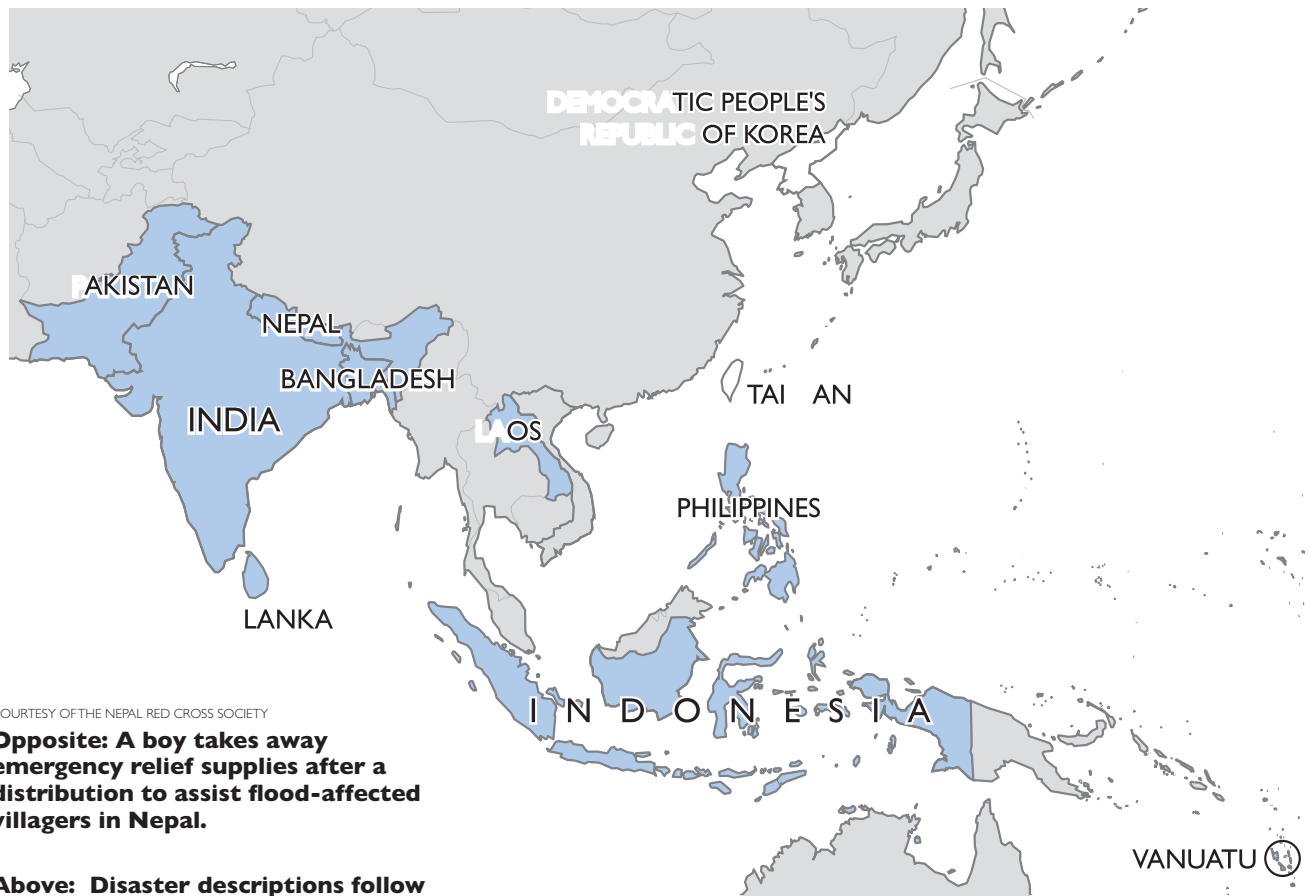 DEMOCRATIC PEOPLE'S
REPUBLIC OF KOREA
PAKISTAN
NEPAL
BANGLADESH
INDIA
TAI AN
LAOS
PHILIPPINES
LANKA
INDONESIA
VANUATU
OURTESY OF THE NEPAL RED CROSS SOCIETY
Opposite: A boy takes away
emergency relief supplies after a
distribution to assist flood-affected
villagers in Nepal.
Above: Disaster descriptions follow